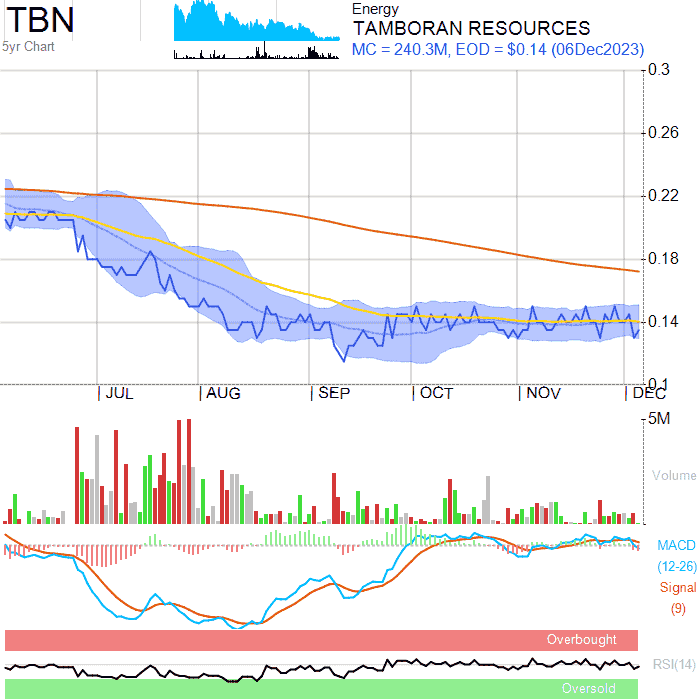 TBN
5yr Chart
Energy
TAMBORAN RESOURCES
MC = 240.3M, EOD = $0.14 (06Dec2023)
0.3
0.26
0.22
0.18
0.14
0.1
JUL AUG SEP OCT NOV DEC
5M
Volume
MACD
(12-26)
Signal
(9)
Overbought
RSI(14)
Oversold